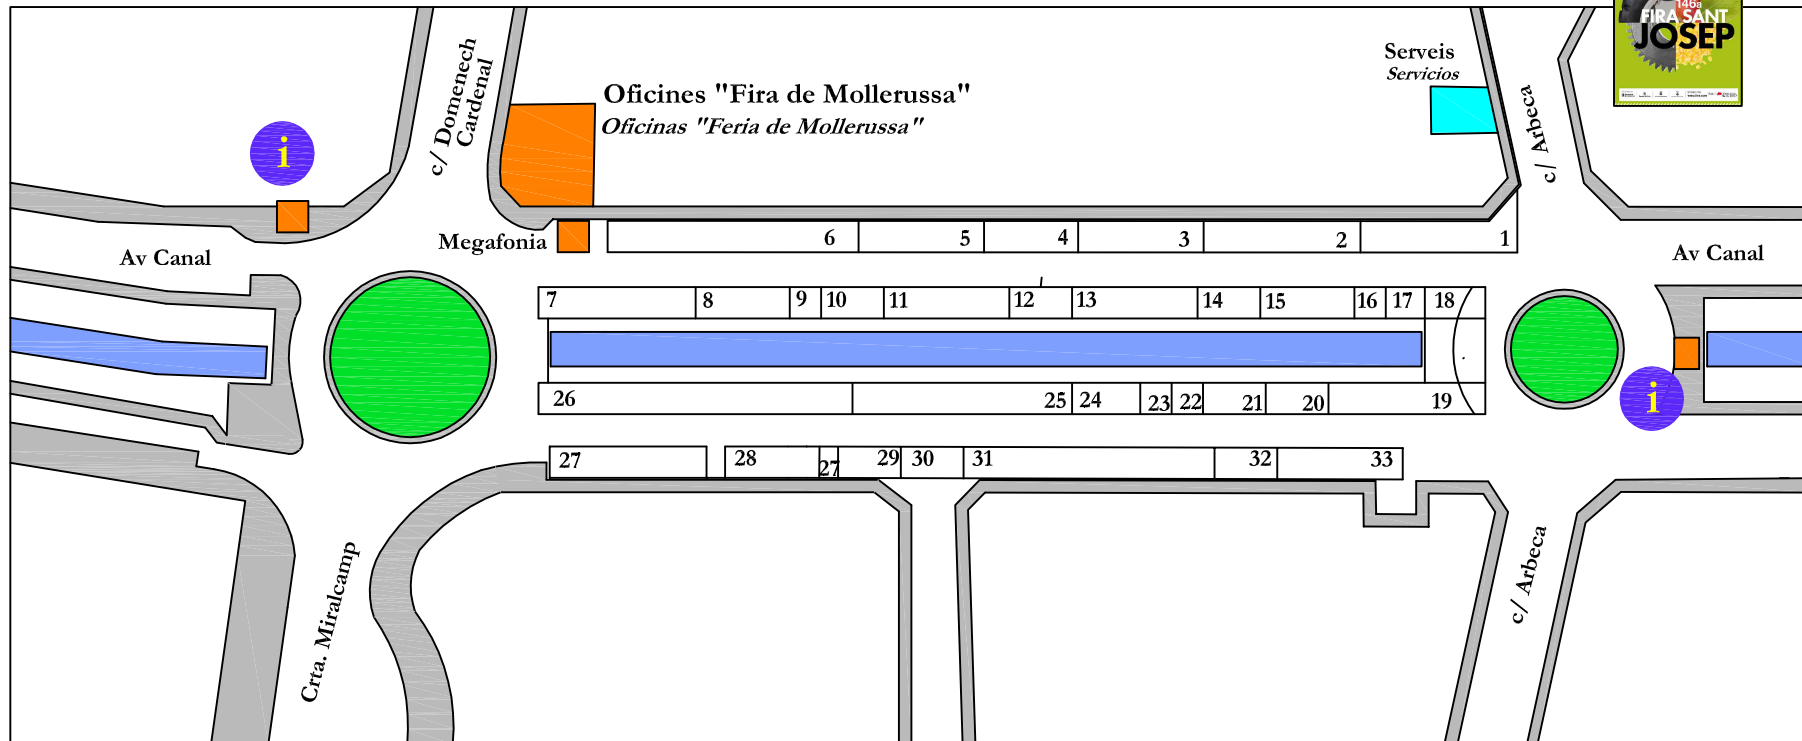 146a
FIRA SANT
JOSEP
Serveis
Servicios
c/ Domenech
Cardenal
Oficines "Fira de Mollerussa"
Oficinas "Feria de Mollerussa"
c/ Arbeca
i
Megafonia
6 5 4 3 2 1
Av Canal
Av Canal
7 8 9 10 11 12 13 14 15 16 17 18
26 25 24 23 22 21 20 19
i
27 28 27 29 30 31 32 33
Crta. Miralcamp
c/ Arbeca